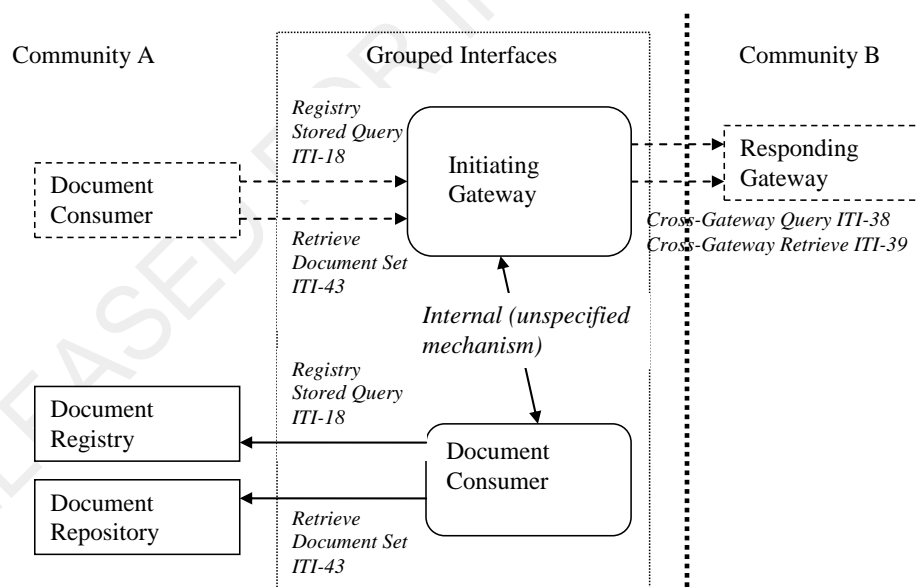 Community A
Grouped Interfaces
Community B
Registry
Stored Query
ITI-18
Document
Consumer
Initiating
Gateway
Responding
Gateway
Retrieve
Document Set
ITI-43
Cross-Gateway Query ITI-38
Cross-Gateway Retrieve ITI-39
Internal (unspecified
mechanism)
Registry
Stored Query
ITI-18
Document
Registry
Document
Consumer
Document
Repository
Retrieve
Document Set
ITI-43